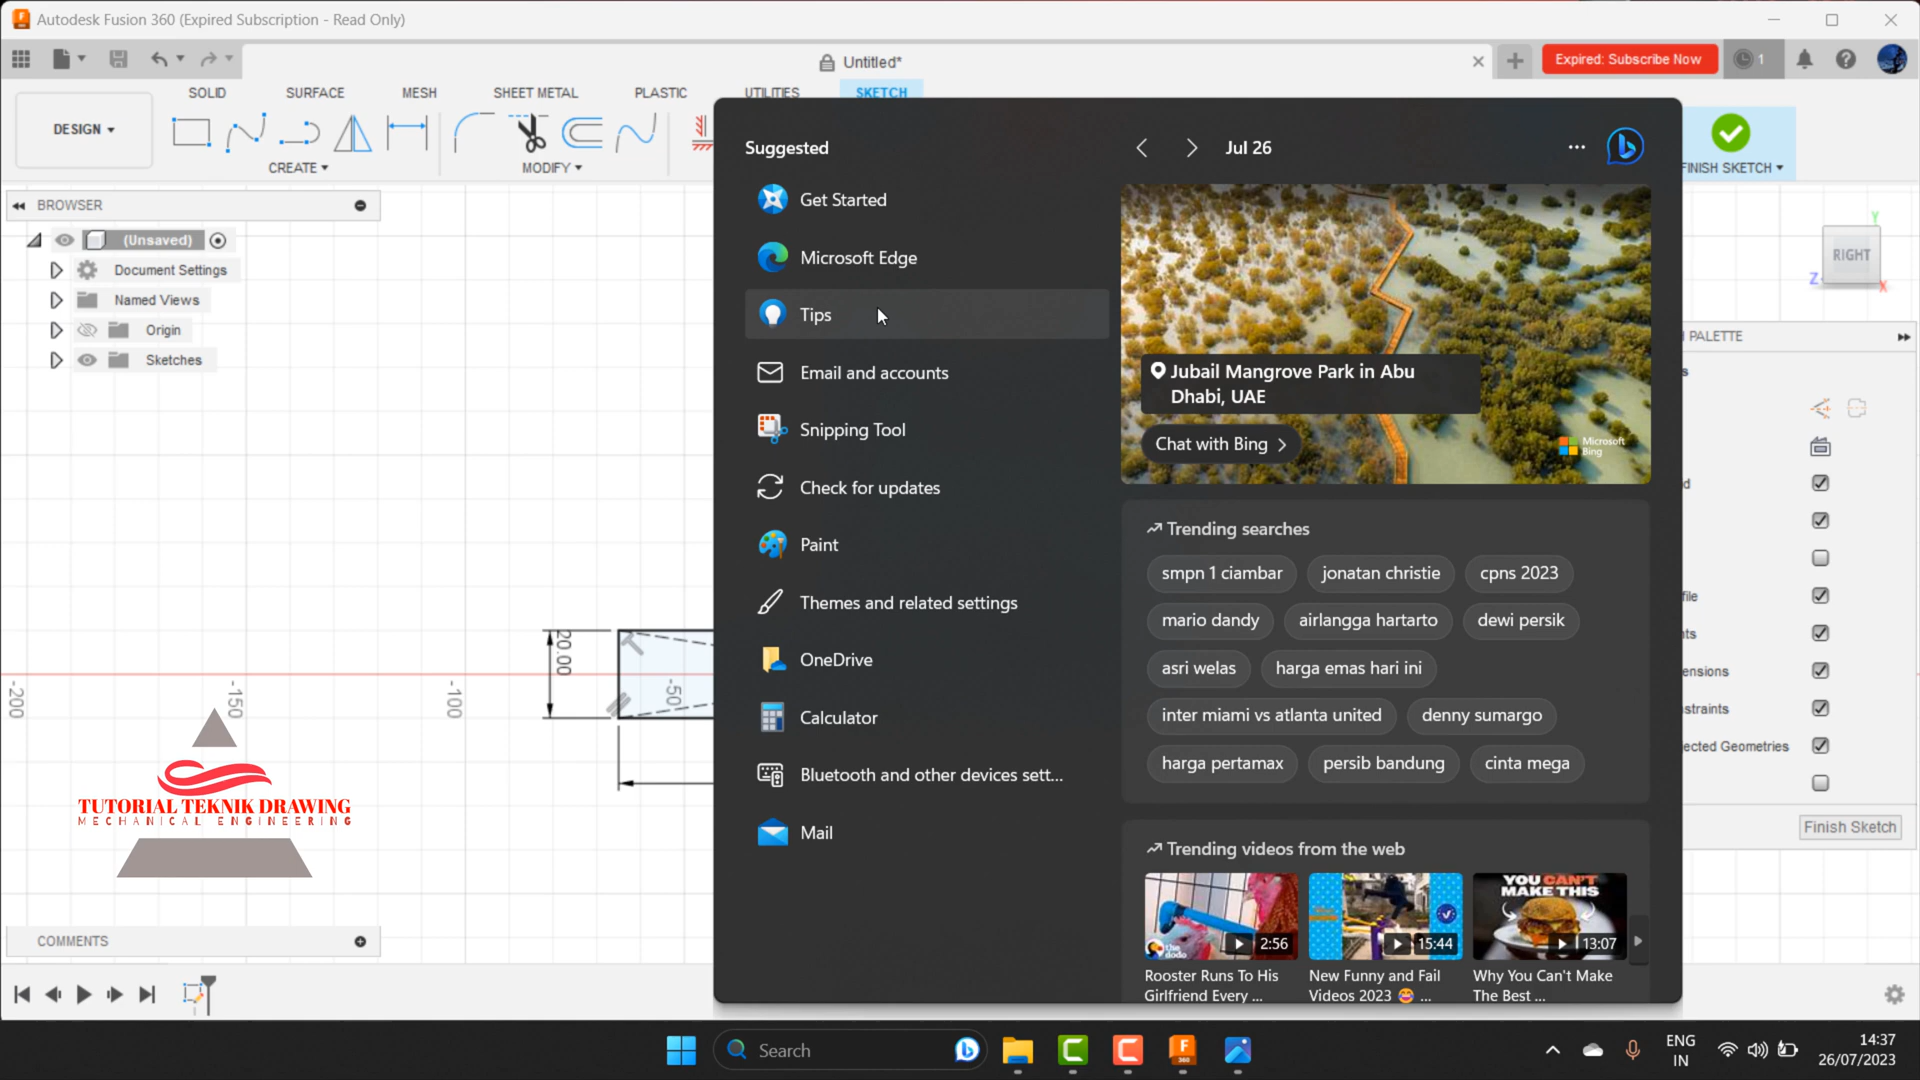 Autodesk Fusion 360 (Expired Subscription - Read Only)
Untitled*
Expired: Subscribe Now
1
SOLID
SURFACE
MESH
SHEET METAL
PLASTIC
UTILITIES
SKETCH
DESIGN
CREATE
MODIFY
FINISH SKETCH
BROWSER
(Unsaved)
Document Settings
Named Views
Origin
Sketches
Suggested
Get Started
Microsoft Edge
Tips
Email and accounts
Snipping Tool
Check for updates
Paint
Themes and related settings
OneDrive
Calculator
Bluetooth and other devices sett...
Mail
Jul 26
Jubail Mangrove Park in Abu
Dhabi, UAE
Chat with Bing
Microsoft
Bing
Trending searches
smpn 1 ciambar
jonatan christie
cpns 2023
mario dandy
airlangga hartarto
dewi persik
asri welas
harga emas hari ini
inter miami vs atlanta united
denny sumargo
harga pertamax
persib bandung
cinta mega
Trending videos from the web
YOU CAN'T
MAKE THIS
2:56
15:44
13:07
Rooster Runs To His
Girlfriend Every ...
New Funny and Fail
Videos 2023 😂 ...
Why You Can't Make
The Best ...
Y
RIGHT
Z
X
PALETTE
s
d
file
nts
ensions
straints
ected Geometries
Finish Sketch
20.00
-200
-150
-100
-50
TUTORIAL TEKNIK DRAWING
MECHANICAL ENGINEERING
COMMENTS
Search
F
360
ENG
IN
14:37
26/07/2023